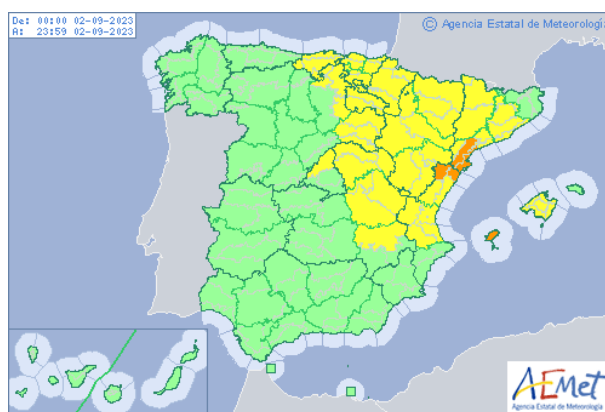 De: 00:00 02-09-2023
A: 23:59 02-09-2023
© Agencia Estatal de Meteorología
AEMet
Agencia Estatal de Meteorología